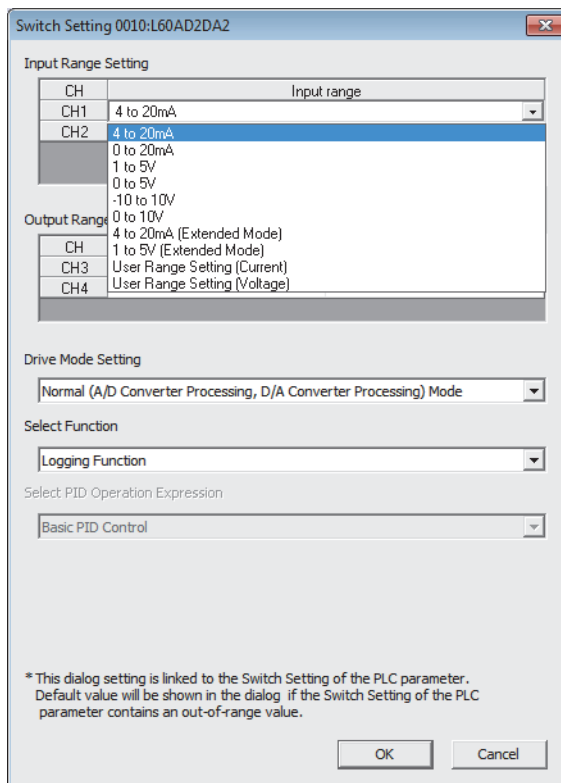 Switch Setting 0010:L60AD2DA2
Input Range Setting
CH Input range
CH1 4 to 20mA
CH2
4 to 20mA
0 to 20mA
1 to 5V
0 to 5V
-10 to 10V
0 to 10V
4 to 20mA (Extended Mode)
1 to 5V (Extended Mode)
User Range Setting (Current)
User Range Setting (Voltage)
Output Range
CH
CH3
CH4
Drive Mode Setting
Normal (A/D Converter Processing, D/A Converter Processing) Mode
Select Function
Logging Function
Select PID Operation Expression
Basic PID Control
* This dialog setting is linked to the Switch Setting of the PLC parameter.
Default value will be shown in the dialog if the Switch Setting of the PLC
parameter contains an out-of-range value.
OK Cancel